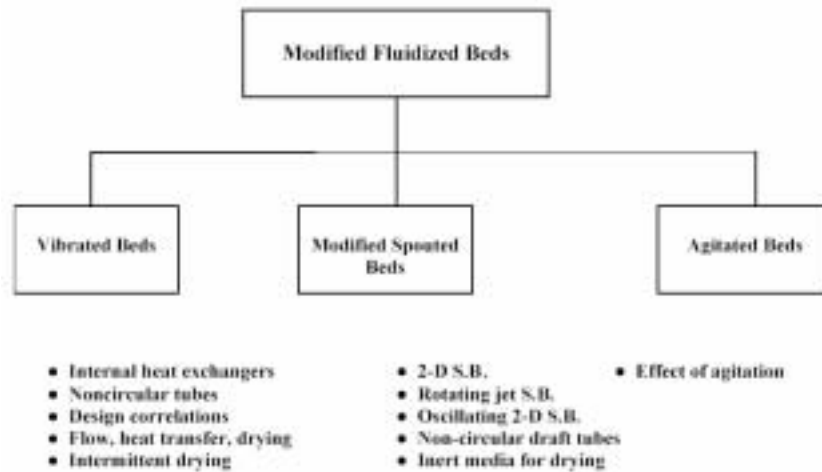 Modified Fluidized Beds
Vibrated Beds
Modified Spouted
Beds
Agitated Beds
● Internal heat exchangers
● Noncircular tubes
● Design correlations
● Flow, heat transfer, drying
● Intermittent drying
● 2-D S.B.
● Rotating jet S.B.
● Oscillating 2-D S.B.
● Non-circular draft tubes
● Inert media for drying
● Effect of agitation